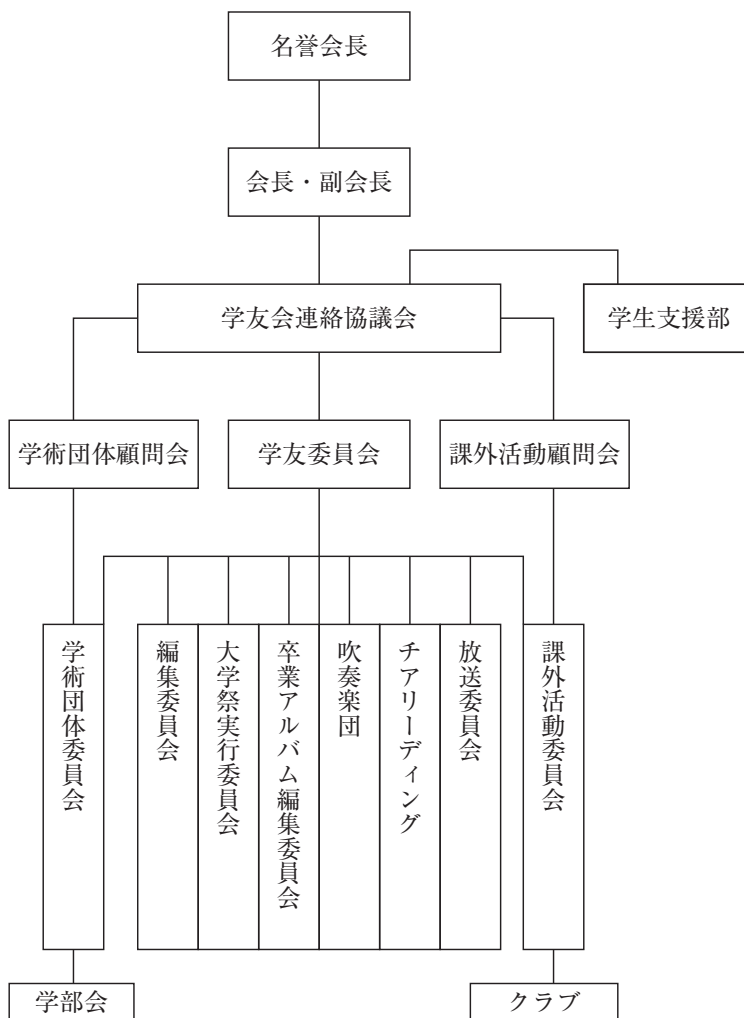 名誉会長
会長・副会長
学友会連絡協議会
学生支援部
学術団体顧問会
学友委員会
課外活動顧問会
学術団体委員会
編集委員会
大学祭実行委員会
卒業アルバム編集委員会
吹奏楽団
チアリーディング
放送委員会
課外活動委員会
学部会
クラブ